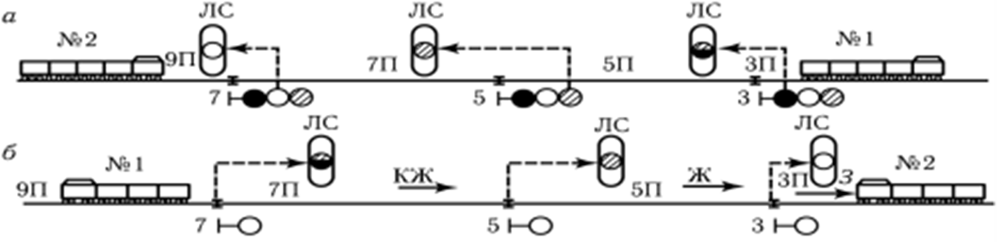 а ЛС ЛС ЛС
№2 9П 7П 5П 3П №1
7 5 3
б ЛС ЛС ЛС
9П №1 7П КЖ 5П Ж 3П З №2
7 5 3